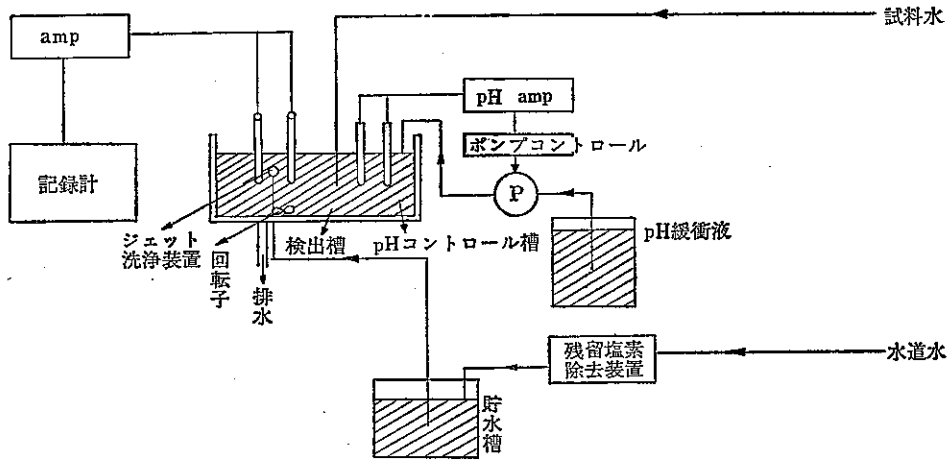 試料水
amp
pH amp
ポンプコントロール
P
記録計
pH緩衝液
ジェット
洗浄装置
回転子
検出槽
pHコントロール槽
排水
残留塩素
除去装置
水道水
貯水槽